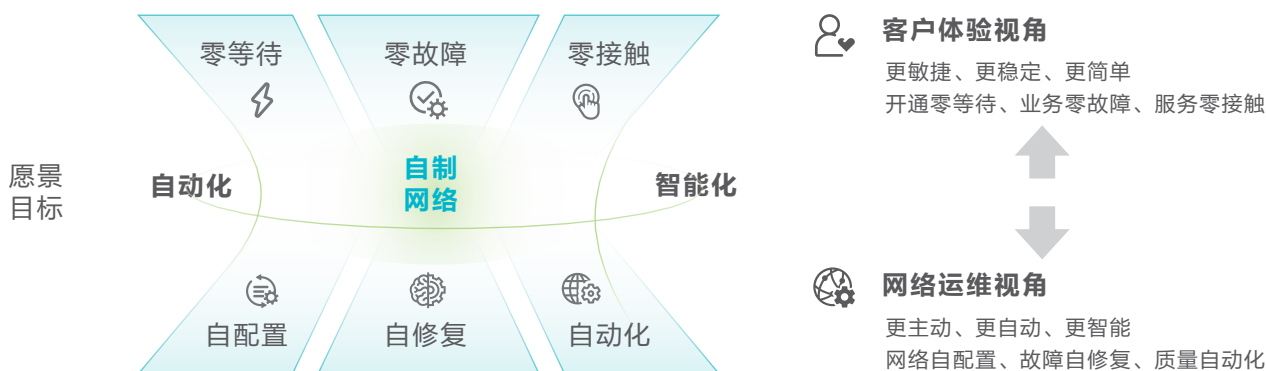 零等待
零故障
零接触
愿景
目标
自动化
自制
网络
智能化
自配置
自修复
自动化
客户体验视角
更敏捷、更稳定、更简单
开通零等待、业务零故障、服务零接触
网络运维视角
更主动、更自动、更智能
网络自配置、故障自修复、质量自动化